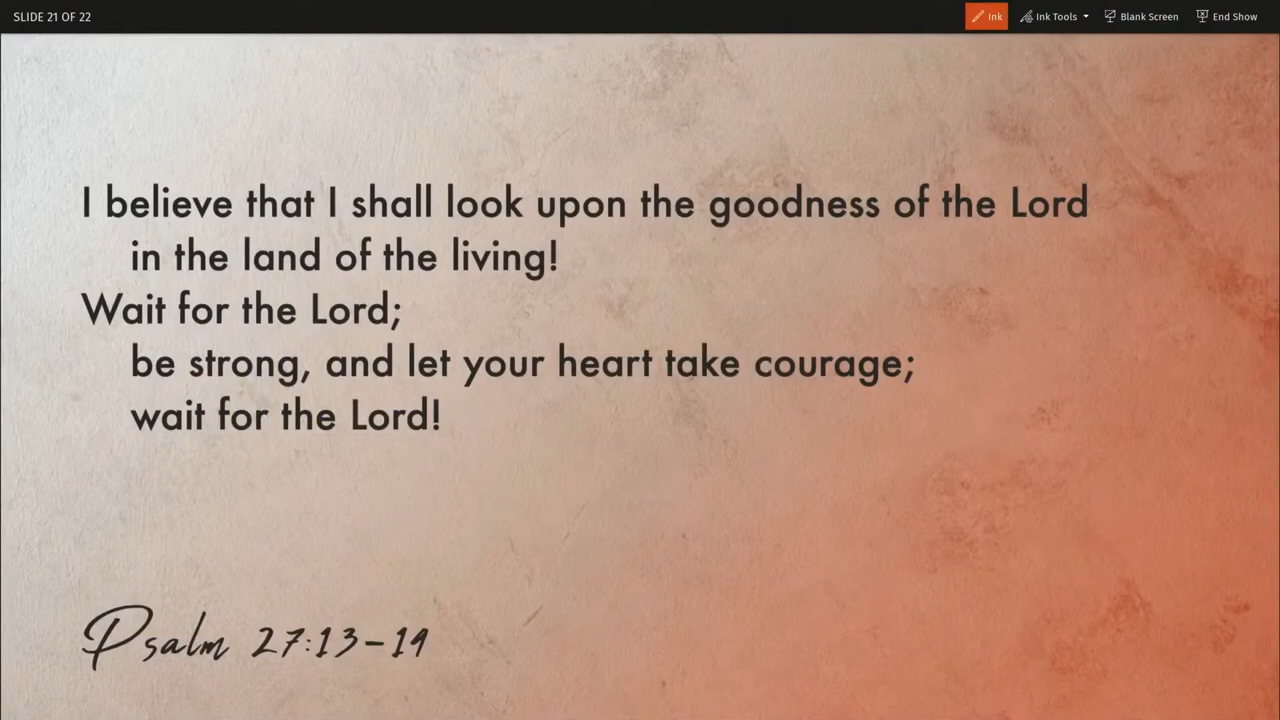 SLIDE 21 OF 22
Ink
Ink Tools
Blank Screen
End Show
I believe that I shall look upon the goodness of the Lord
in the land of the living!
Wait for the Lord;
be strong, and let your heart take courage;
wait for the Lord!
Psalm 27:13-14